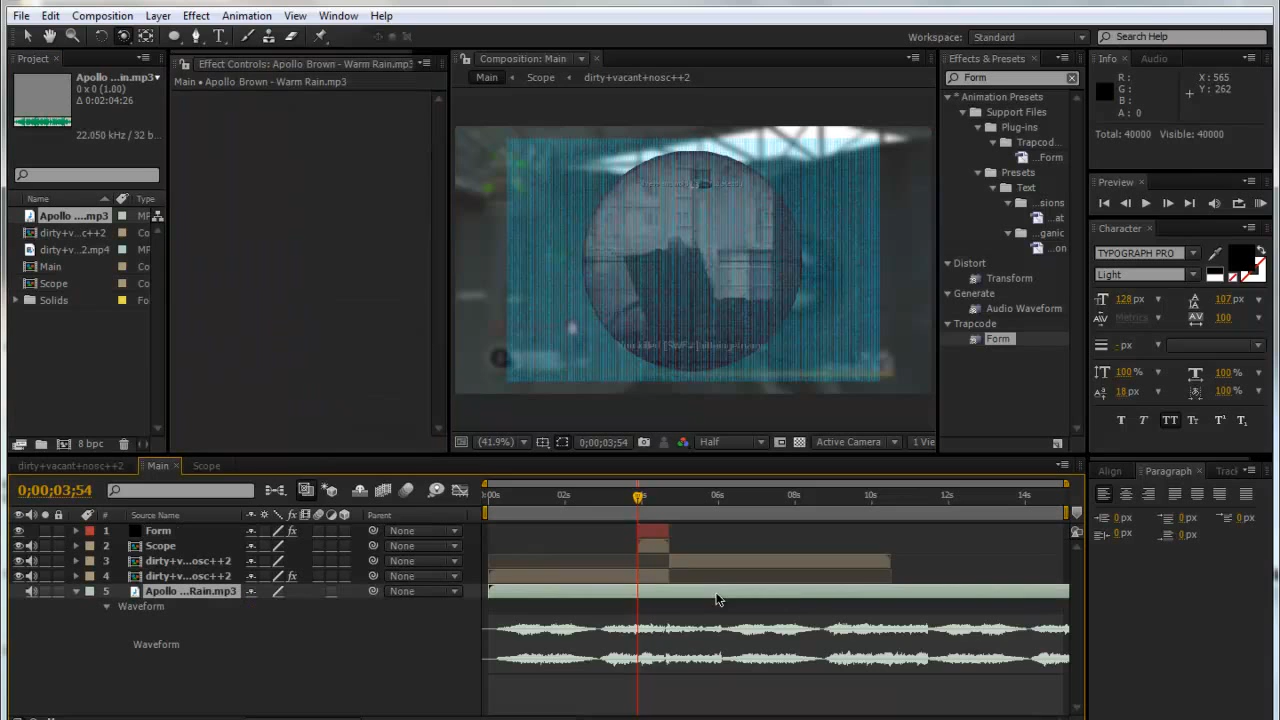 File Edit Composition Layer Effect Animation View Window Help
Workspace: Standard Search Help
Project
Apollo ...in.mp3
0 x 0 (1.00)
Δ 0:02:04:26
22.050 kHz / 32 b
Name
Apollo ....mp3 MP
dirty+v...c++2 Co
dirty+v...2.mp4 MP
Main Co
Scope Co
Solids Fo
8 bpc
Effect Controls: Apollo Brown - Warm Rain.mp3
Main • Apollo Brown - Warm Rain.mp3
Composition: Main
Main Scope dirty+vacant+nosc++2
(41.9%) 0;00;03;54 Half Active Camera 1 Vie
Effects & Presets
Form
* Animation Presets
Support Files
Plug-ins
Trapcod...
...Form
Presets
Text
...sions
...at
...ganic
...on
Distort
Transform
Generate
Audio Waveform
Trapcode
Form
Info Audio
R: X: 565
G: Y: 262
B:
A: 0
Total: 40000 Visible: 40000
Preview
Character
TYPOGRAPH PRO
Light
128 px 107 px
Metrics 100
- px
100 % 100 %
18 px 100 %
T T TT Tr T¹ T₁
Align Paragraph Track
0 px 0 px 0 px
0 px 0 px
dirty+vacant+nosc++2 Main Scope
0;00;03;54
# Source Name Parent
1 Form None
2 Scope None
3 dirty+v...osc++2 None
4 dirty+v...osc++2 None
5 Apollo ...Rain.mp3 None
Waveform
Waveform
0:00s 02s 06s 08s 10s 12s 14s